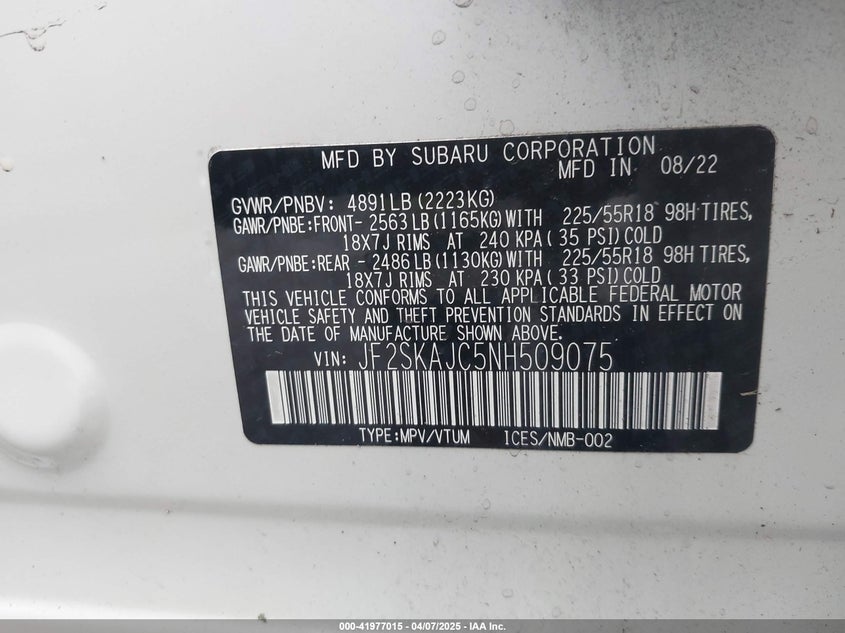 MFD BY SUBARU CORPORATION
MFD IN 08/22
GVWR/PNBV: 4891LB(2223KG)
GAWR/PNBE:FRONT- 2563LB(1165KG)WITH 225/55R18 98H TIRES,
18X7J RIMS AT 240 KPA( 35 PSI)COLD
GAWR/PNBE:REAR - 2486LB(1130KG)WITH 225/55R18 98H TIRES,
18X7J RIMS AT 230 KPA( 33 PSI)COLD
THIS VEHICLE CONFORMS TO ALL APPLICABLE FEDERAL MOTOR
VEHICLE SAFETY AND THEFT PREVENTION STANDARDS IN EFFECT ON
THE DATE OF MANUFACTURE SHOWN ABOVE.
VIN: JF2SKAJC5NH509075
TYPE:MPV/VTUM ICES/NMB-002
000-41977015 - 04/07/2025 - IAA Inc.